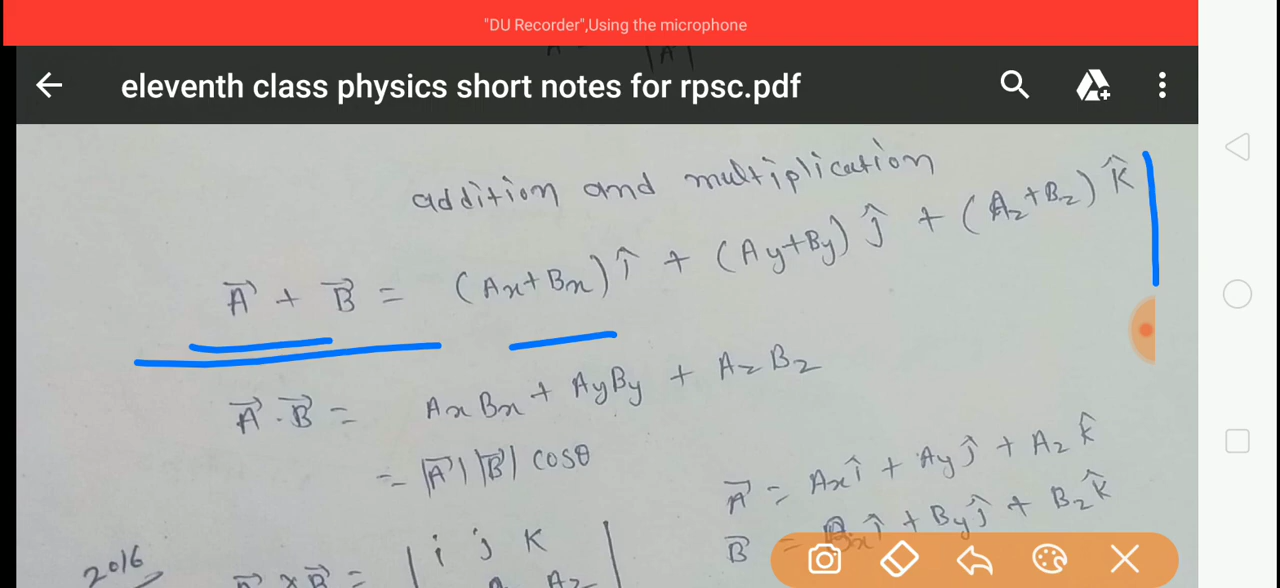 "DU Recorder",Using the microphone
eleventh class physics short notes for rpsc.pdf
addition and multiplication
A⃗ + B⃗ = (Ax+Bx) î + (Ay+By) ĵ + (Az+Bz) k̂
A⃗ . B⃗ = AxBx + AyBy + AzBz
= |A⃗| |B⃗| cosθ
A⃗ = Axî + Ayĵ + Azk̂
B⃗ = Bxî + Byĵ + Bzk̂
2016
A⃗ x B⃗ = | i j k |
Az